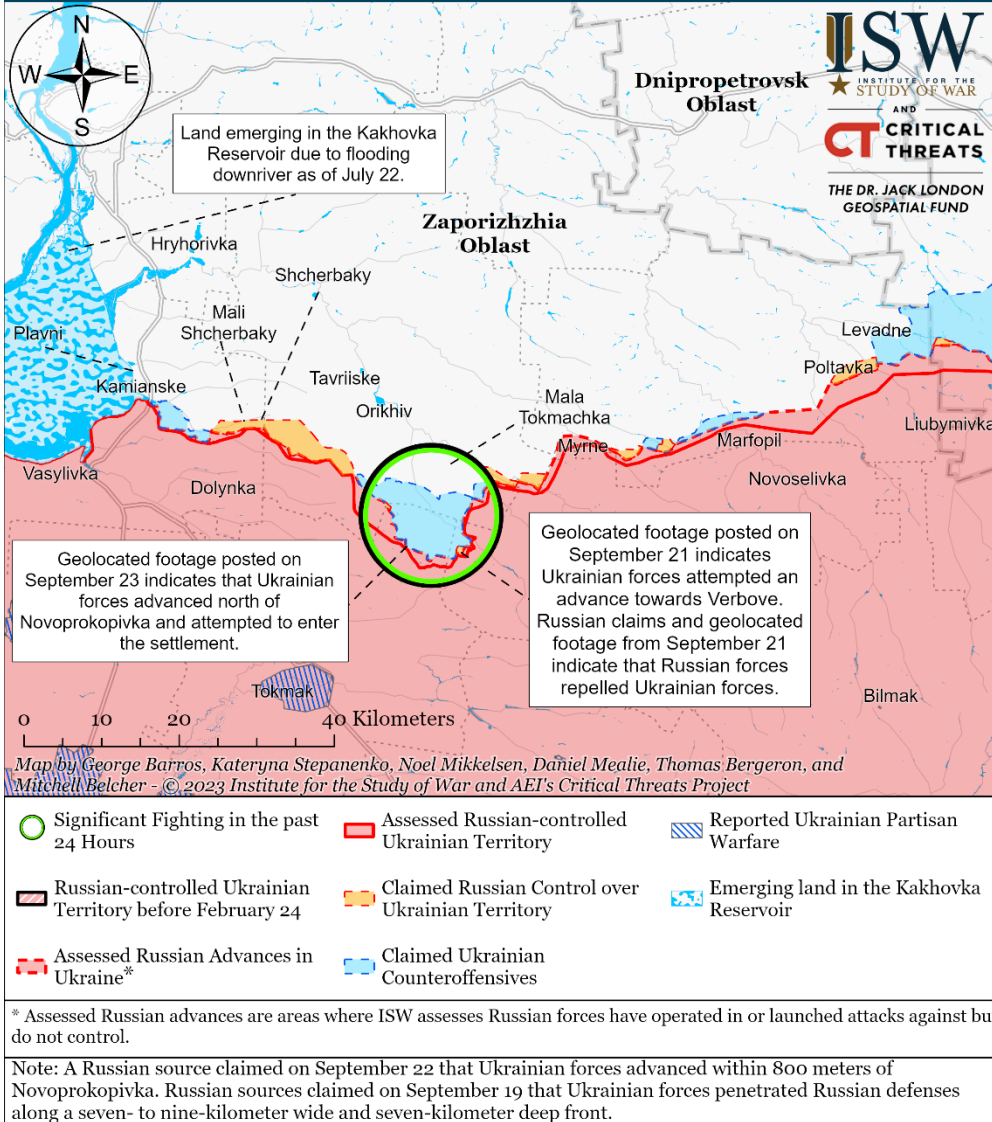 N
W
E
S
ISW
INSTITUTE FOR THE
STUDY OF WAR
AND
CT CRITICAL
THREATS
THE DR. JACK LONDON
GEOSPATIAL FUND
Dnipropetrovsk
Oblast
Land emerging in the Kakhovka
Reservoir due to flooding
downriver as of July 22.
Zaporizhzhia
Oblast
Hryhorivka
Shcherbaky
Mali
Shcherbaky
Plavni
Levadne
Kamianske
Tavriiske
Poltavka
Orikhiv
Mala
Tokmachka
Liubymivka
Myrne
Marfopil
Vasylivka
Dolynka
Novoselivka
Geolocated footage posted on
September 23 indicates that Ukrainian
forces advanced north of
Novoprokopivka and attempted to enter
the settlement.
Geolocated footage posted on
September 21 indicates
Ukrainian forces attempted an
advance towards Verbove.
Russian claims and geolocated
footage from September 21
indicate that Russian forces
repelled Ukrainian forces.
Tokmak
Bilmak
0 10 20 40 Kilometers
Map by George Barros, Kateryna Stepanenko, Noel Mikkelsen, Daniel Mealie, Thomas Bergeron, and
Mitchell Belcher - © 2023 Institute for the Study of War and AEI's Critical Threats Project
Significant Fighting in the past
24 Hours
Russian-controlled Ukrainian
Territory before February 24
Assessed Russian Advances in
Ukraine*
Assessed Russian-controlled
Ukrainian Territory
Claimed Russian Control over
Ukrainian Territory
Claimed Ukrainian
Counteroffensives
Reported Ukrainian Partisan
Warfare
Emerging land in the Kakhovka
Reservoir
* Assessed Russian advances are areas where ISW assesses Russian forces have operated in or launched attacks against bu
do not control.
Note: A Russian source claimed on September 22 that Ukrainian forces advanced within 800 meters of
Novoprokopivka. Russian sources claimed on September 19 that Ukrainian forces penetrated Russian defenses
along a seven- to nine-kilometer wide and seven-kilometer deep front.